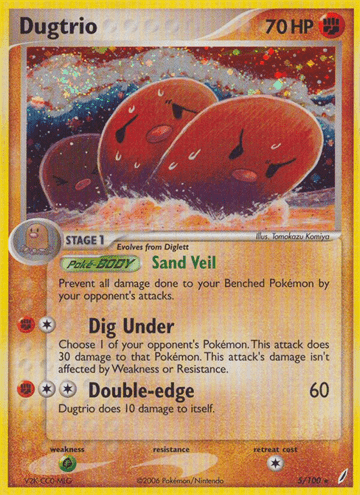 Dugtrio 70 HP
Illus. Tomokazu Komiya
STAGE 1
Evolves from Diglett
Poké-BODY Sand Veil
Prevent all damage done to your Benched Pokémon by
your opponent's attacks.
Dig Under
Choose 1 of your opponent's Pokémon. This attack does
30 damage to that Pokémon. This attack's damage isn't
affected by Weakness or Resistance.
Double-edge 60
Dugtrio does 10 damage to itself.
weakness resistance retreat cost
©2006 Pokémon/Nintendo 5/100 ★